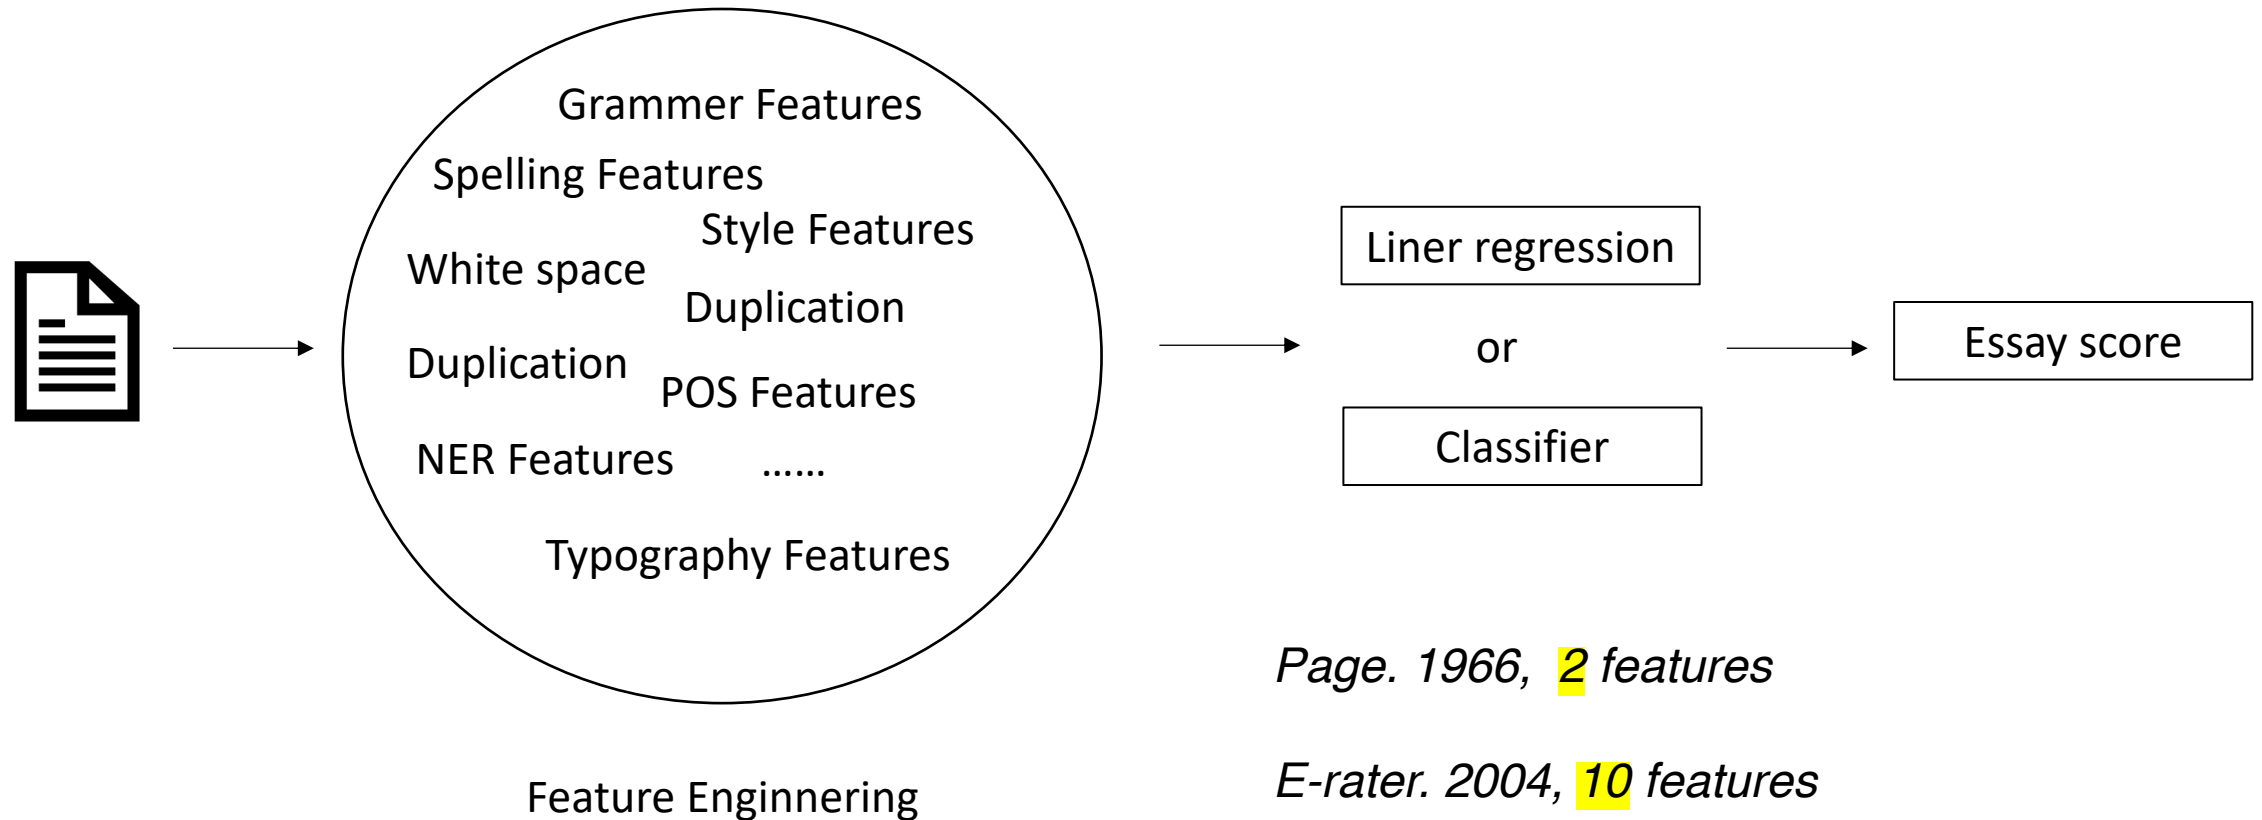 Grammer Features
Spelling Features
Style Features
White space
Duplication
Duplication
POS Features
NER Features
......
Typography Features
Feature Enginnering
Liner regression
or
Classifier
Essay score
Page. 1966, 2 features
E-rater. 2004, 10 features